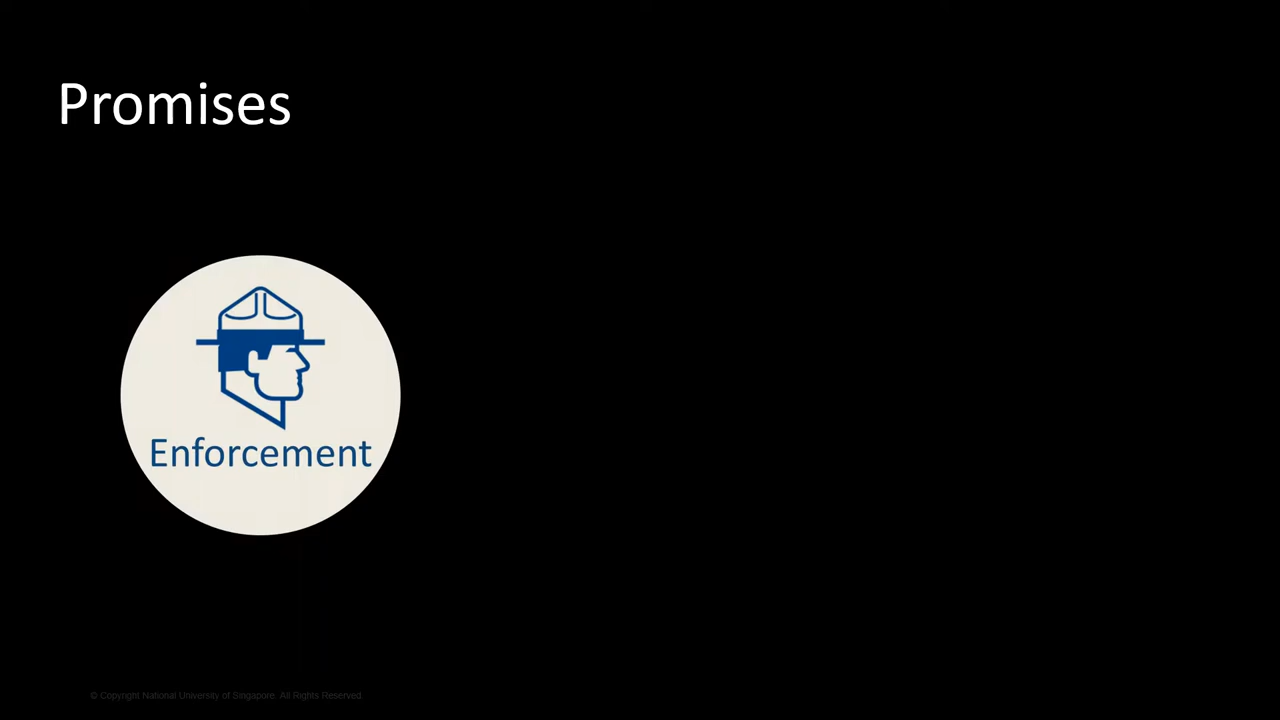 Promises
Enforcement
© Copyright National University of Singapore. All Rights Reserved.